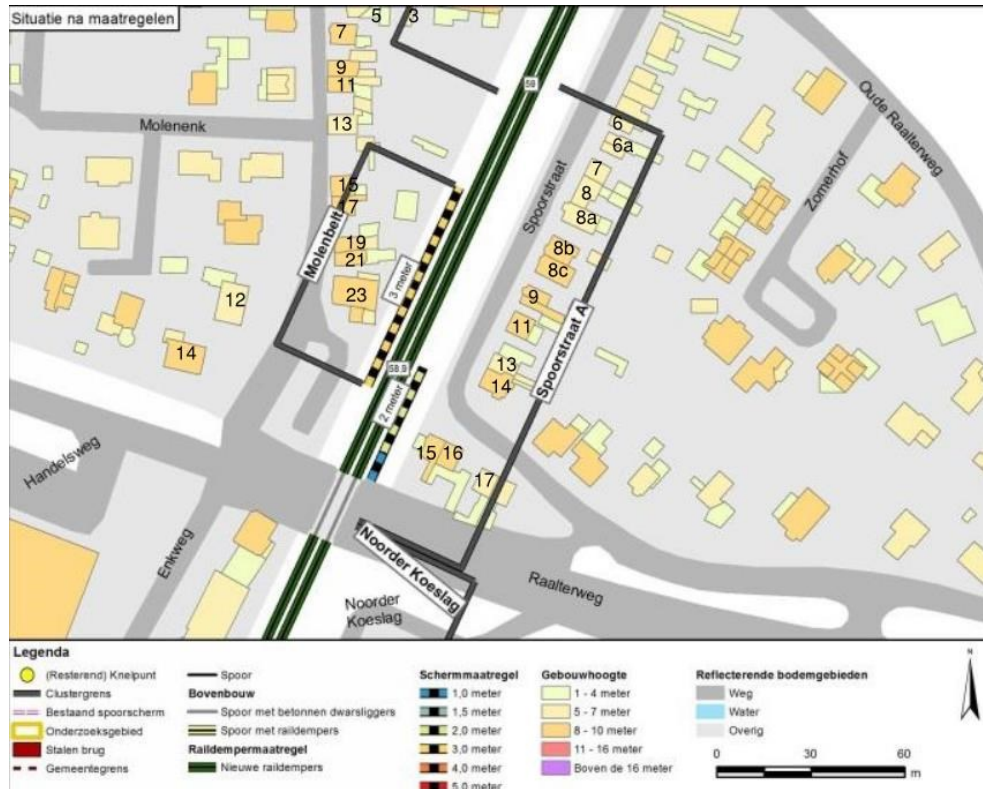 Situatie na maatregelen
5
3
7
9
11
13
Molenenk
15
17
Molenbelt
19
21
23
12
14
3 meter
58.9
2 meter
59
Spoorstraat
6
6a
7
8
8a
8b
8c
9
11
13
14
Spoorstraat A
15 16
17
Oude Raalterweg
Zomerhof
Handelsweg
Enkweg
Noorder Koeslag
Noorder
Koeslag
Raalterweg
Legenda
(Resterend) Knelpunt
Clustergrens
Bestaand spoorscherm
Onderzoeksgebied
Stalen brug
Gemeentegrens
Spoor
Bovenbouw
Spoor met betonnen dwarsliggers
Spoor met raildempers
Raildempermaatregel
Nieuwe raildempers
Schermmaatregel
1,0 meter
1,5 meter
2,0 meter
3,0 meter
4,0 meter
5,0 meter
Gebouwhoogte
1 - 4 meter
5 - 7 meter
8 - 10 meter
11 - 16 meter
Boven de 16 meter
Reflecterende bodemgebieden
Weg
Water
Overig
N
0 30 60
m